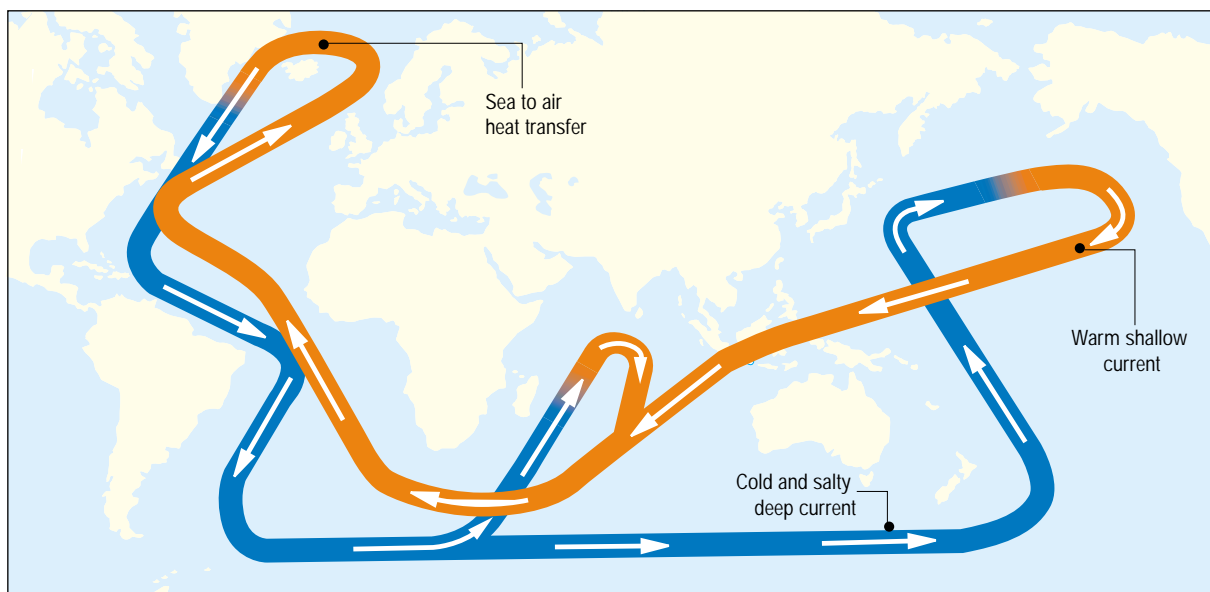 Sea to air
heat transfer
Warm shallow
current
Cold and salty
deep current